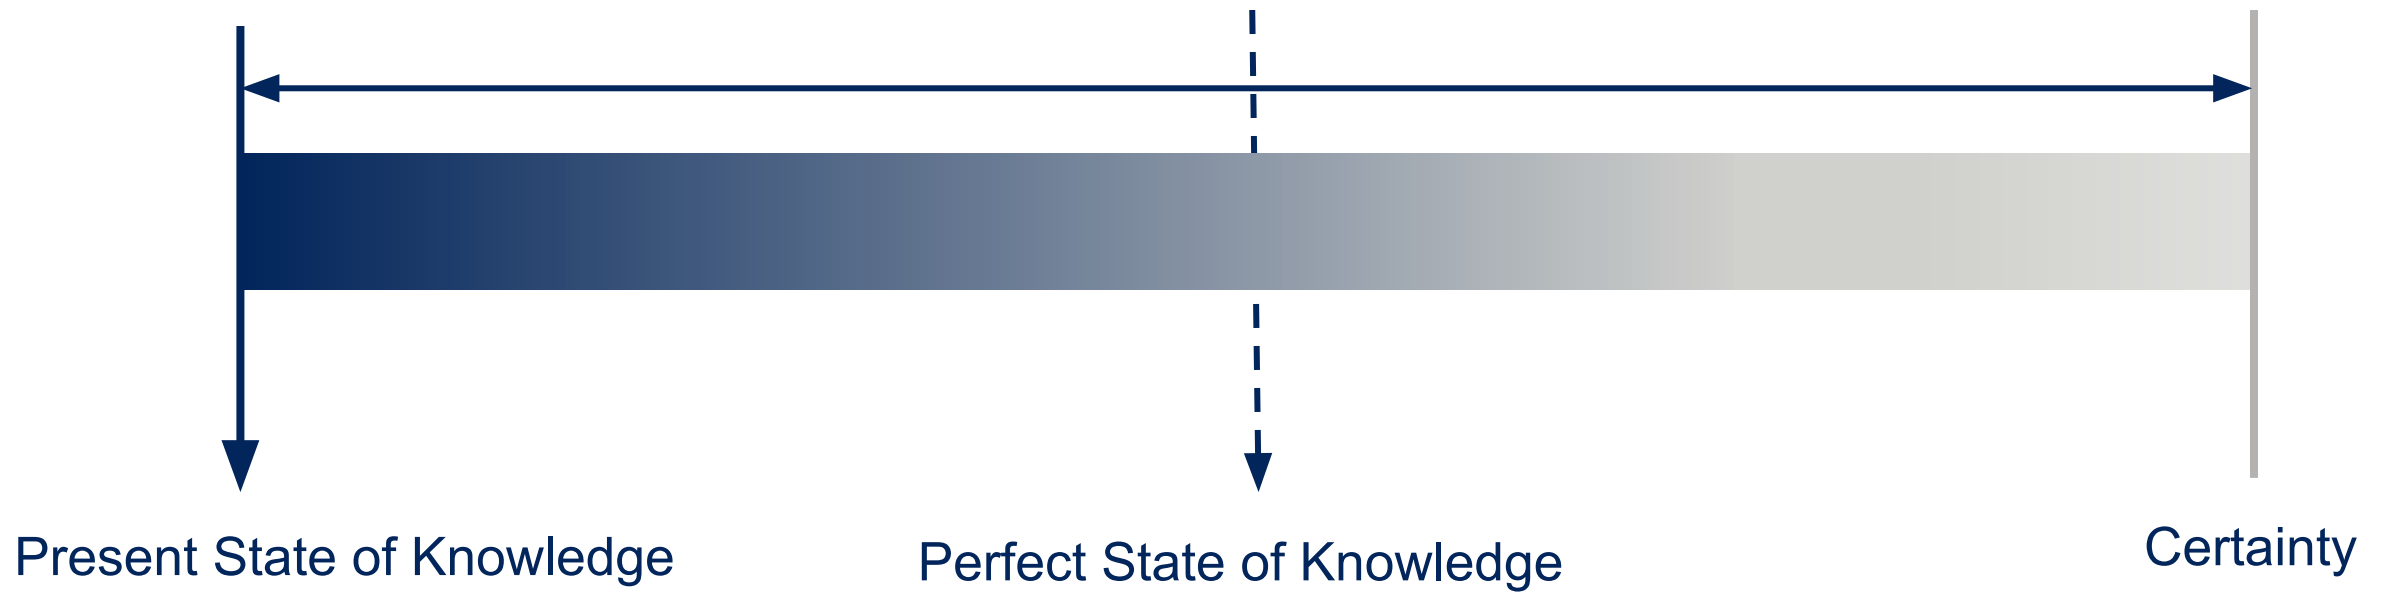 Present State of Knowledge
Perfect State of Knowledge
Certainty